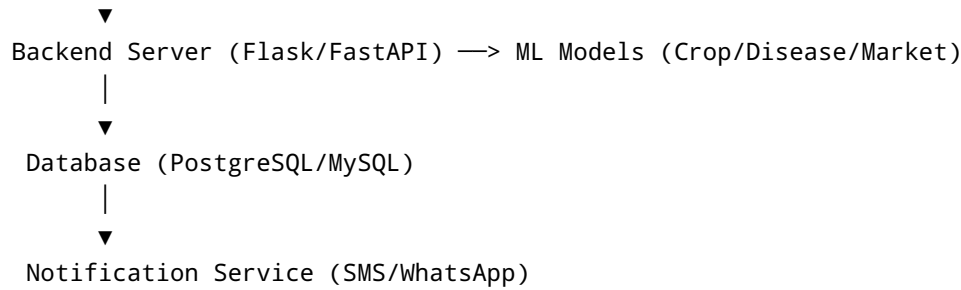 ▼
Backend Server (Flask/FastAPI) ──> ML Models (Crop/Disease/Market)
│
▼
Database (PostgreSQL/MySQL)
│
▼
Notification Service (SMS/WhatsApp)